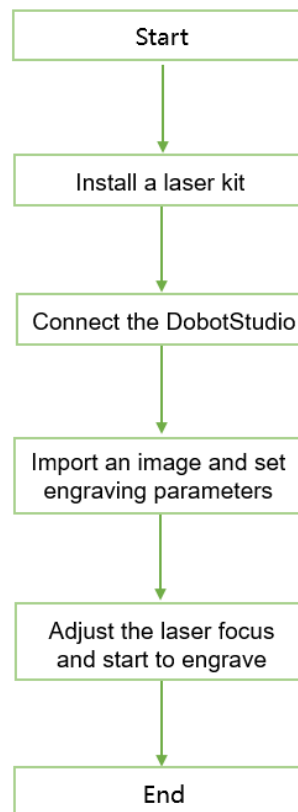 Start
Install a laser kit
Connect the DobotStudio
Import an image and set
engraving parameters
Adjust the laser focus
and start to engrave
End